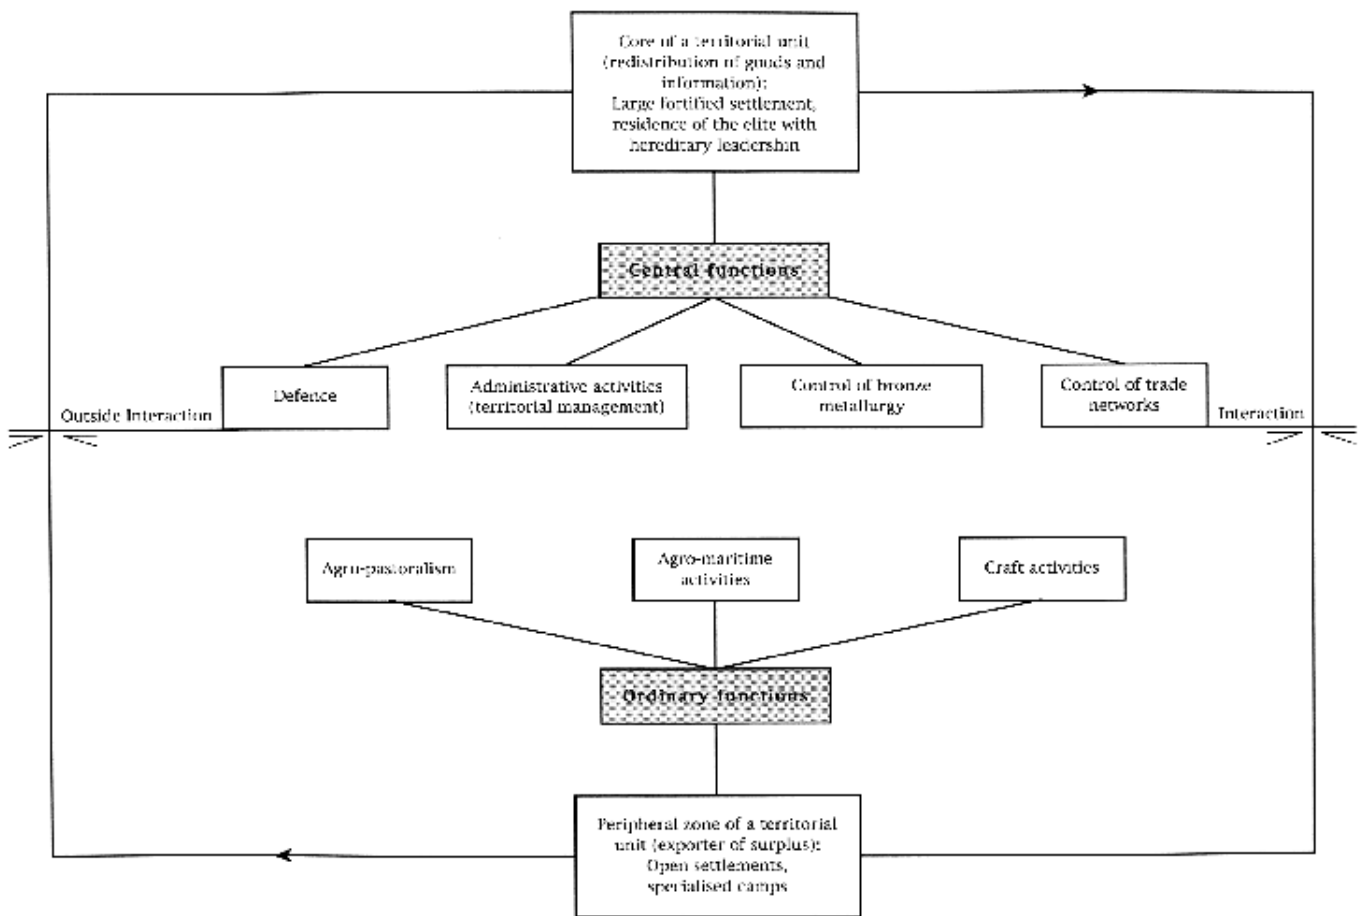 Core of a territorial unit
(redistribution of goods and
information):
Large fortified settlement,
residence of the elite with
hereditary leadership
Central functions
Defence
Administrative activities
(territorial management)
Control of bronze
metallurgy
Control of trade
networks
Outside Interaction
Interaction
Agro-pastoralism
Agro-maritime
activities
Craft activities
Ordinary functions
Peripheral zone of a territorial
unit (exporter of surplus):
Open settlements,
specialised camps